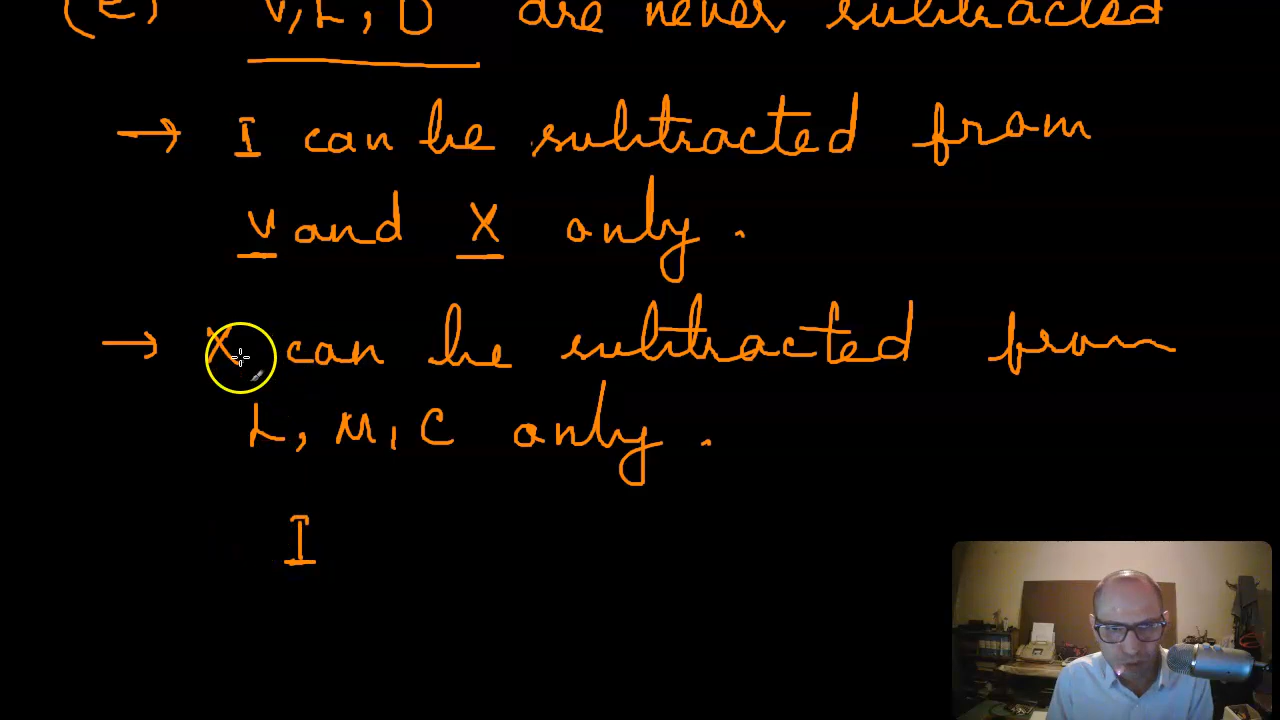 (e) V, L, D are never subtracted
→ I can be subtracted from
V and X only.
→ X can be subtracted from
L, M, C only.
I